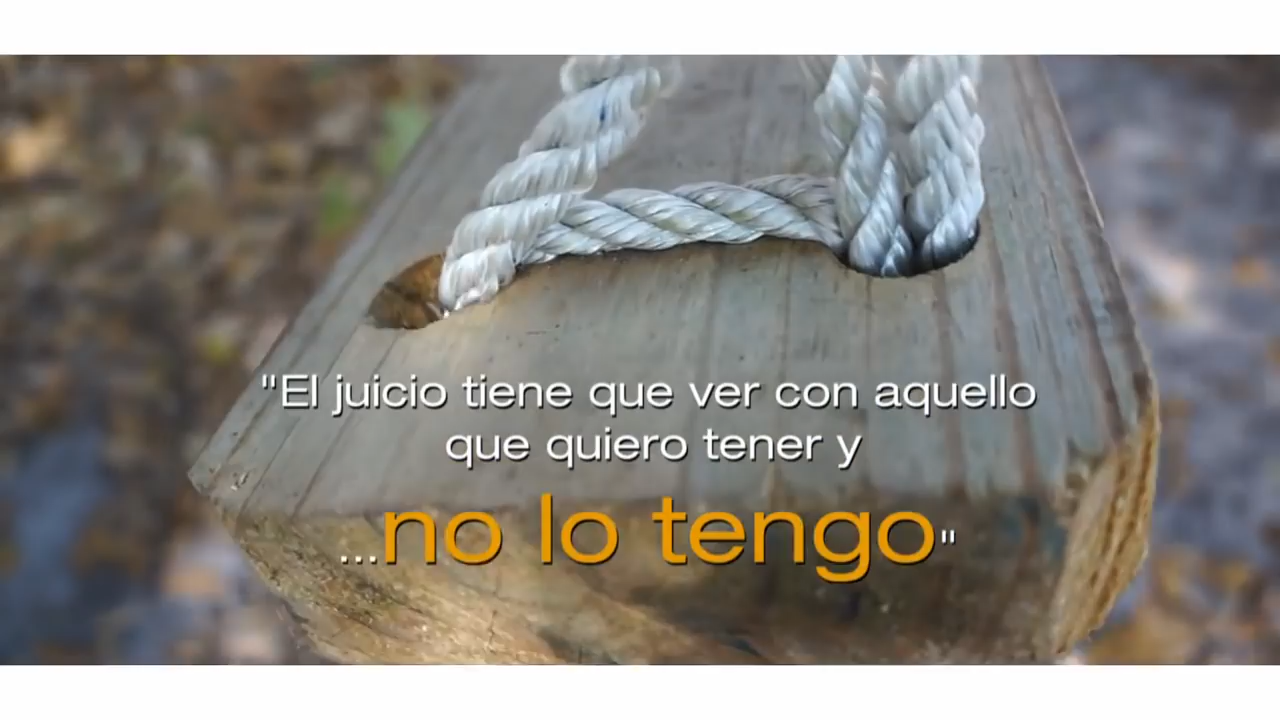 "El juicio tiene que ver con aquello
que quiero tener y
...no lo tengo"